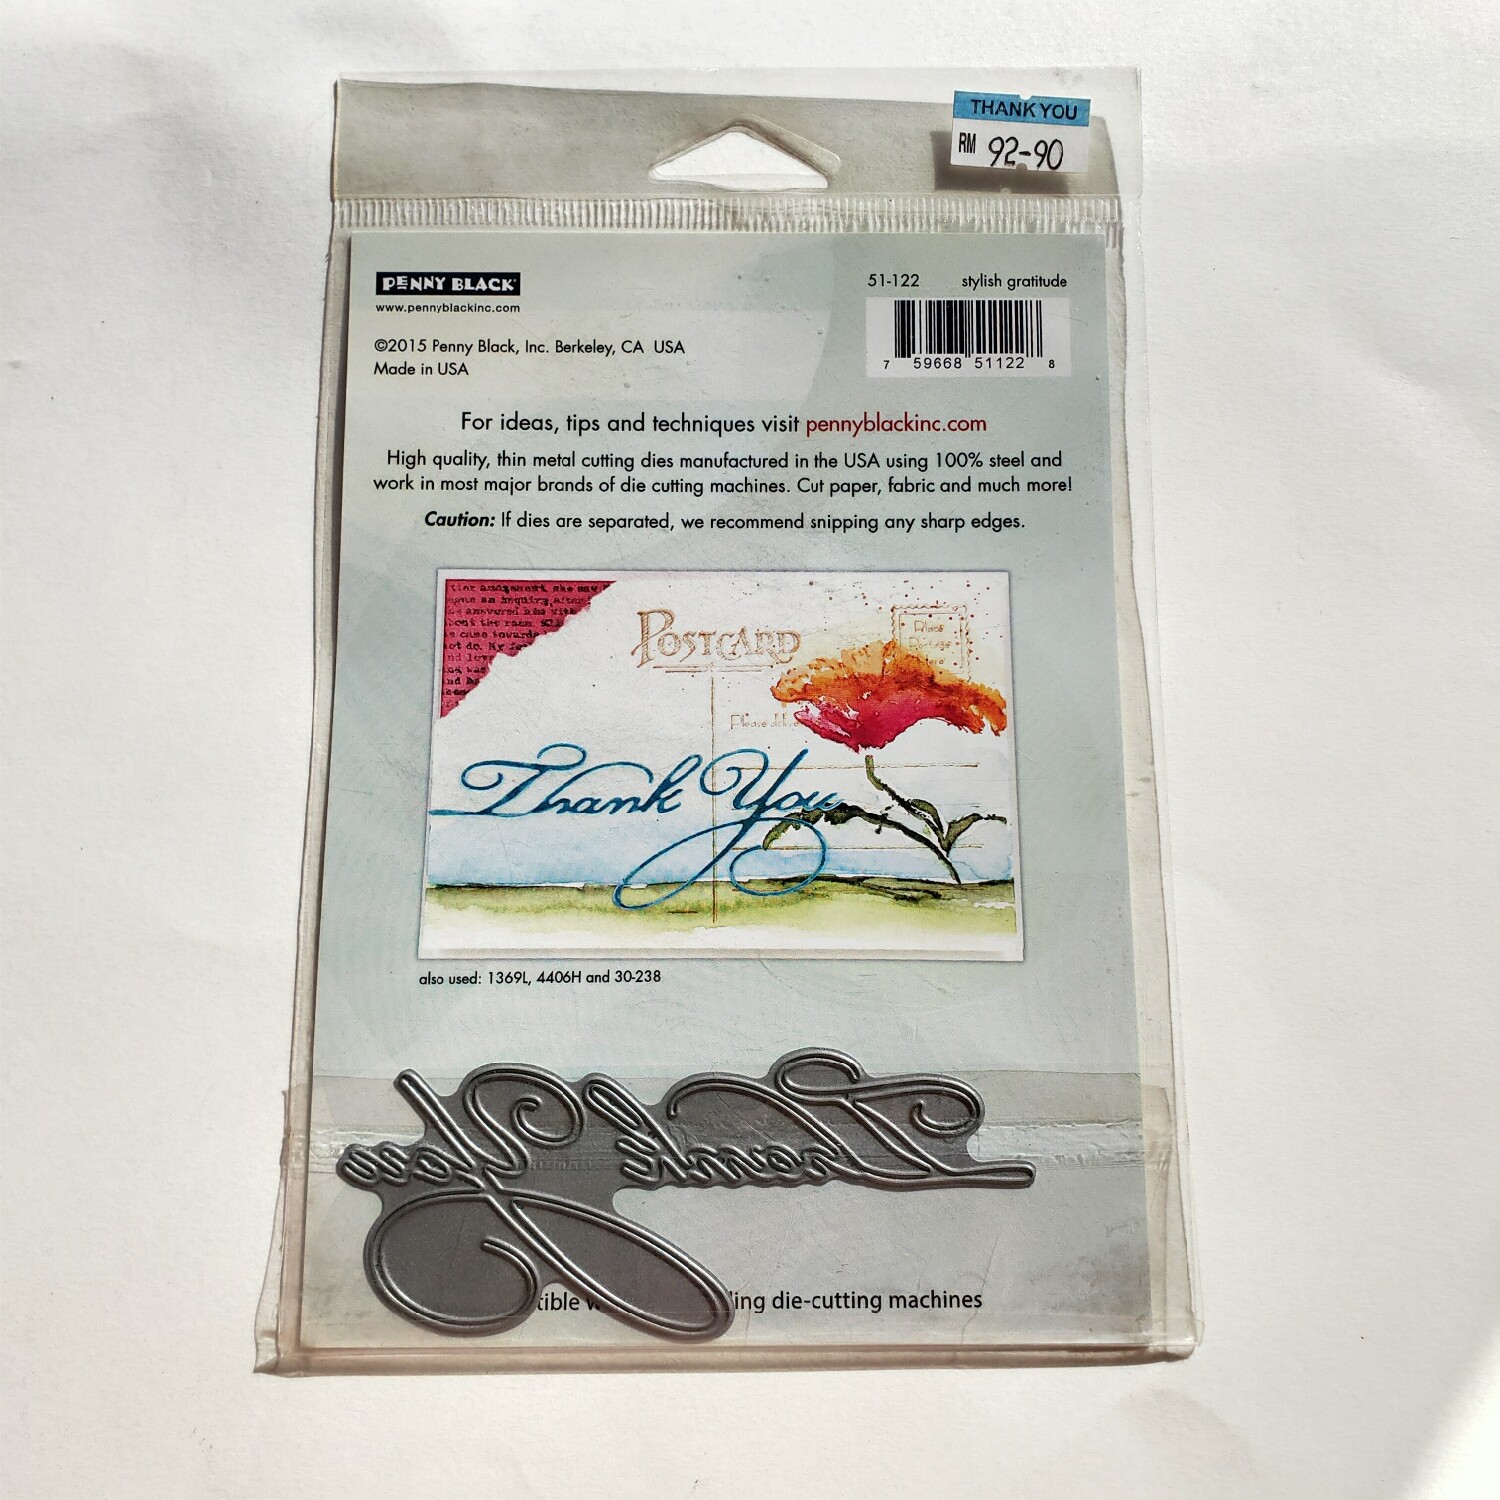 THANK YOU
RM 92-90
PENNY BLACK
www.pennyblackinc.com
51-122 stylish gratitude
7 59668 51122 8
©2015 Penny Black, Inc. Berkeley, CA USA
Made in USA
For ideas, tips and techniques visit pennyblackinc.com
High quality, thin metal cutting dies manufactured in the USA using 100% steel and
work in most major brands of die cutting machines. Cut paper, fabric and much more!
Caution: If dies are separated, we recommend snipping any sharp edges.
POSTCARD
Place
Please
Thank You
also used: 1369L, 4406H and 30-238
Thank You
die-cutting machines